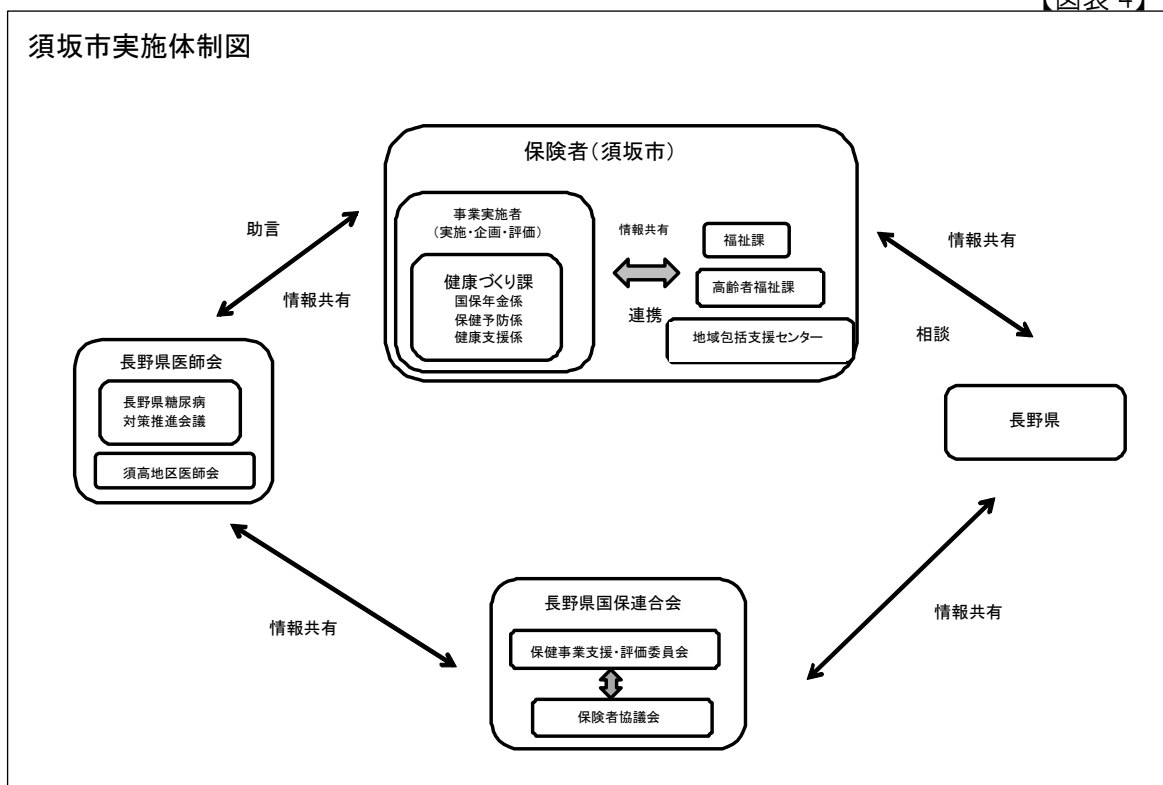 【図表 4】
須坂市実施体制図
保険者（須坂市）
事業実施者
（実施・企画・評価）
健康づくり課
国保年金係
保健予防係
健康支援係
情報共有
連携
福祉課
高齢者福祉課
地域包括支援センター
助言
情報共有
情報共有
相談
長野県医師会
長野県糖尿病
対策推進会議
須高地区医師会
長野県
情報共有
情報共有
長野県国保連合会
保健事業支援・評価委員会
保険者協議会